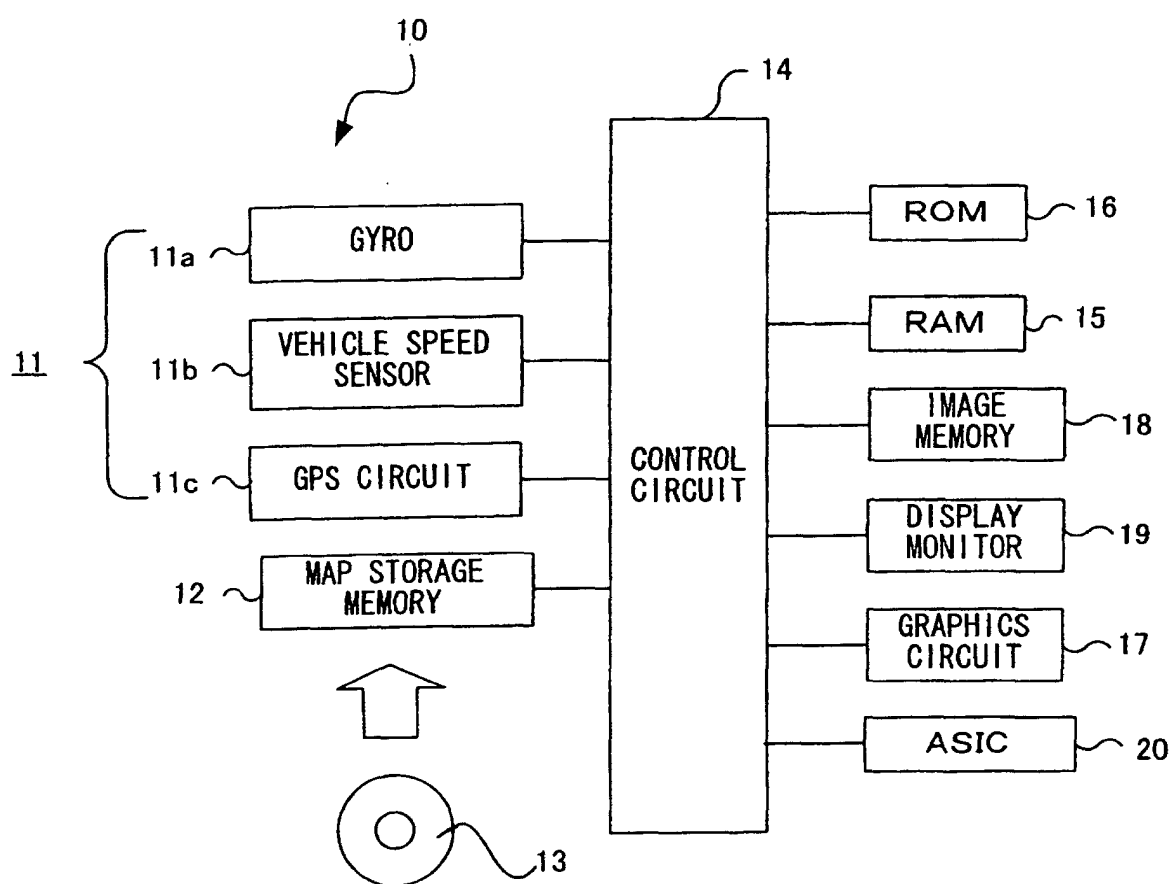 10
14
GYRO
11a
VEHICLE SPEED
SENSOR
11b
11
GPS CIRCUIT
11c
MAP STORAGE
MEMORY
12
13
CONTROL
CIRCUIT
ROM
16
RAM
15
IMAGE
MEMORY
18
DISPLAY
MONITOR
19
GRAPHICS
CIRCUIT
17
ASIC
20